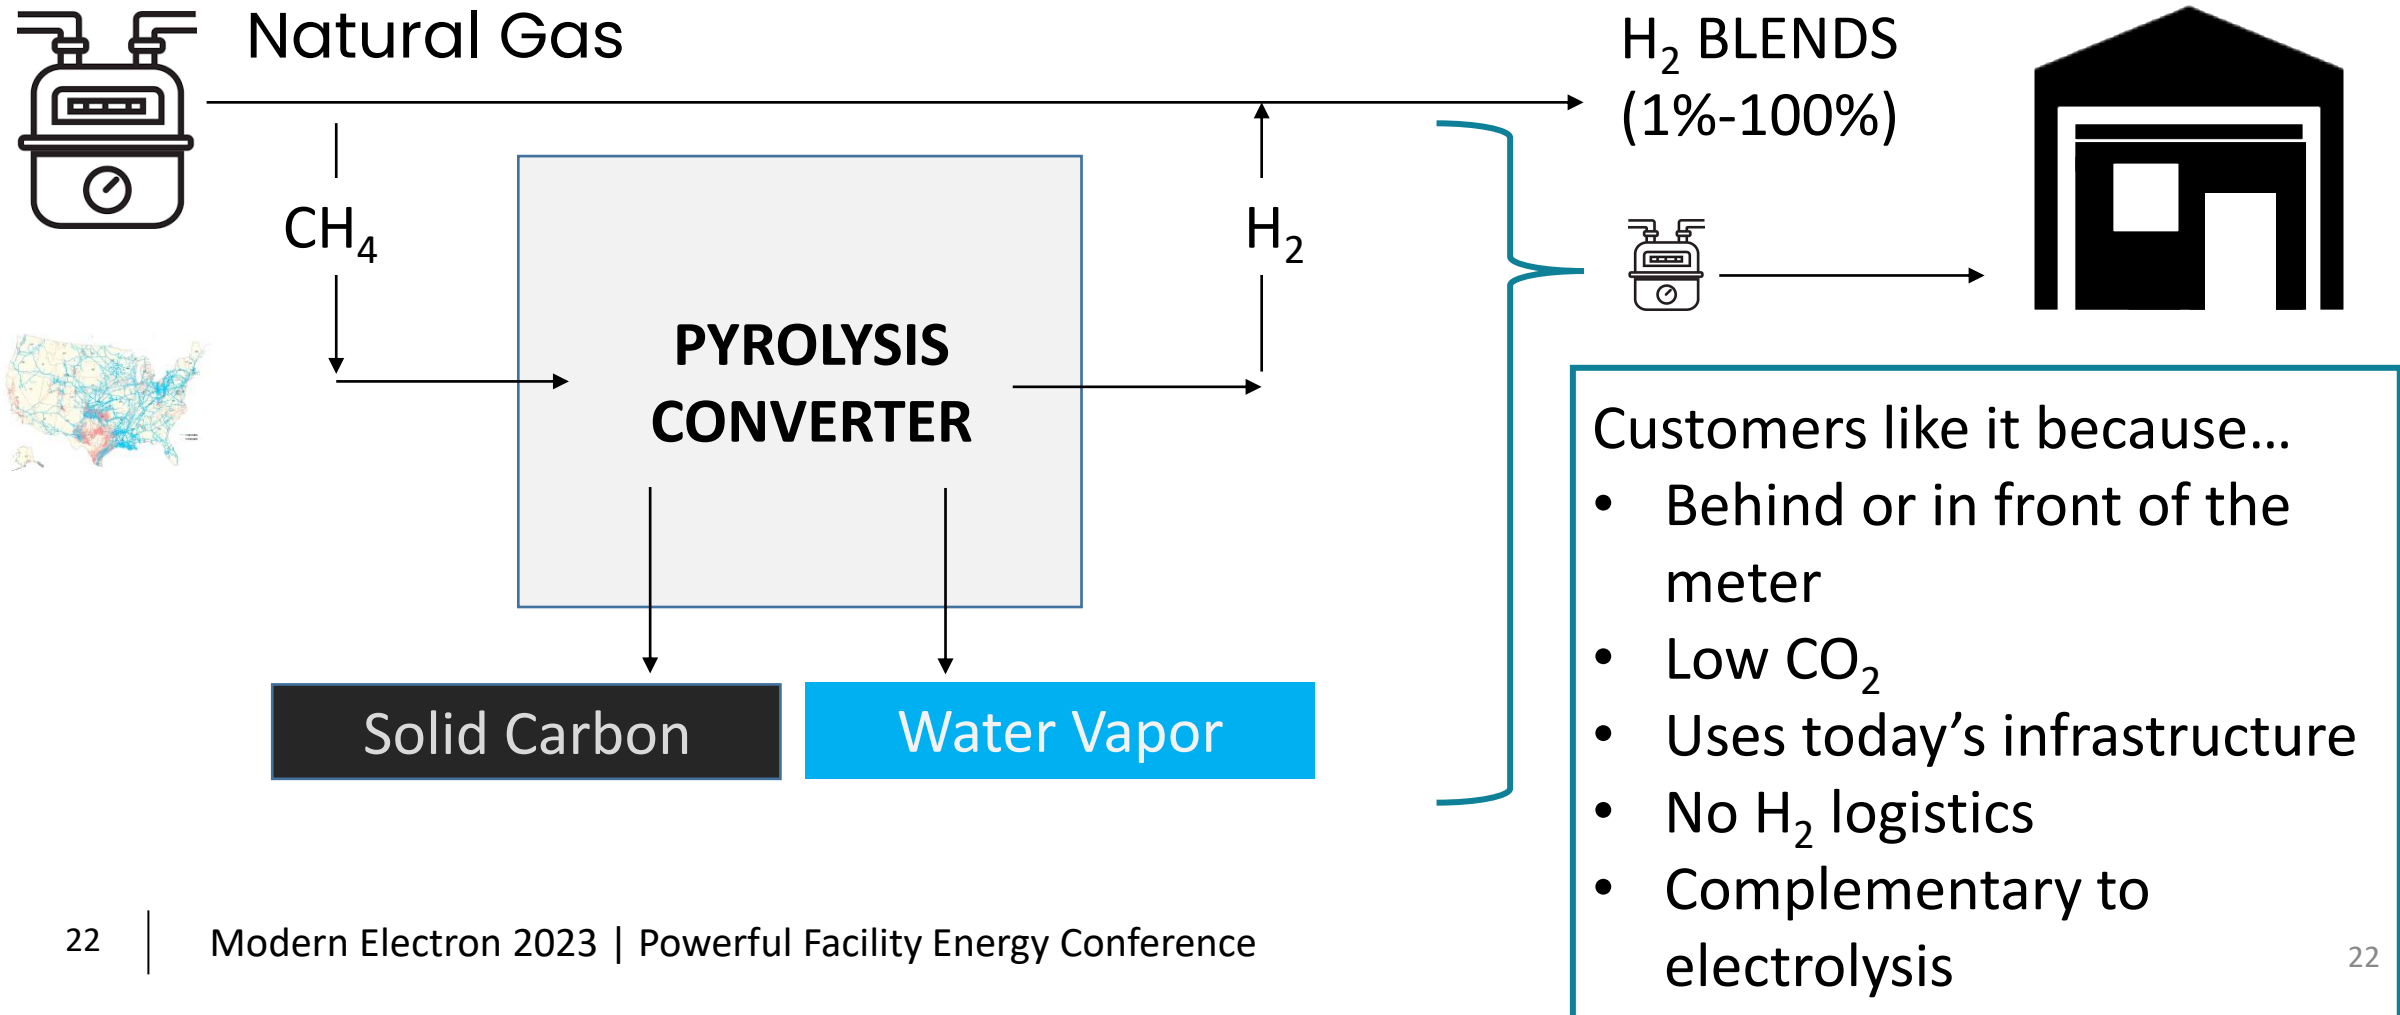 Natural Gas
H₂ BLENDS
(1%-100%)
CH₄
H₂
PYROLYSIS
CONVERTER
Solid Carbon
Water Vapor
Customers like it because…
• Behind or in front of the
meter
• Low CO₂
• Uses today’s infrastructure
• No H₂ logistics
• Complementary to
electrolysis
22
Modern Electron 2023 | Powerful Facility Energy Conference
22